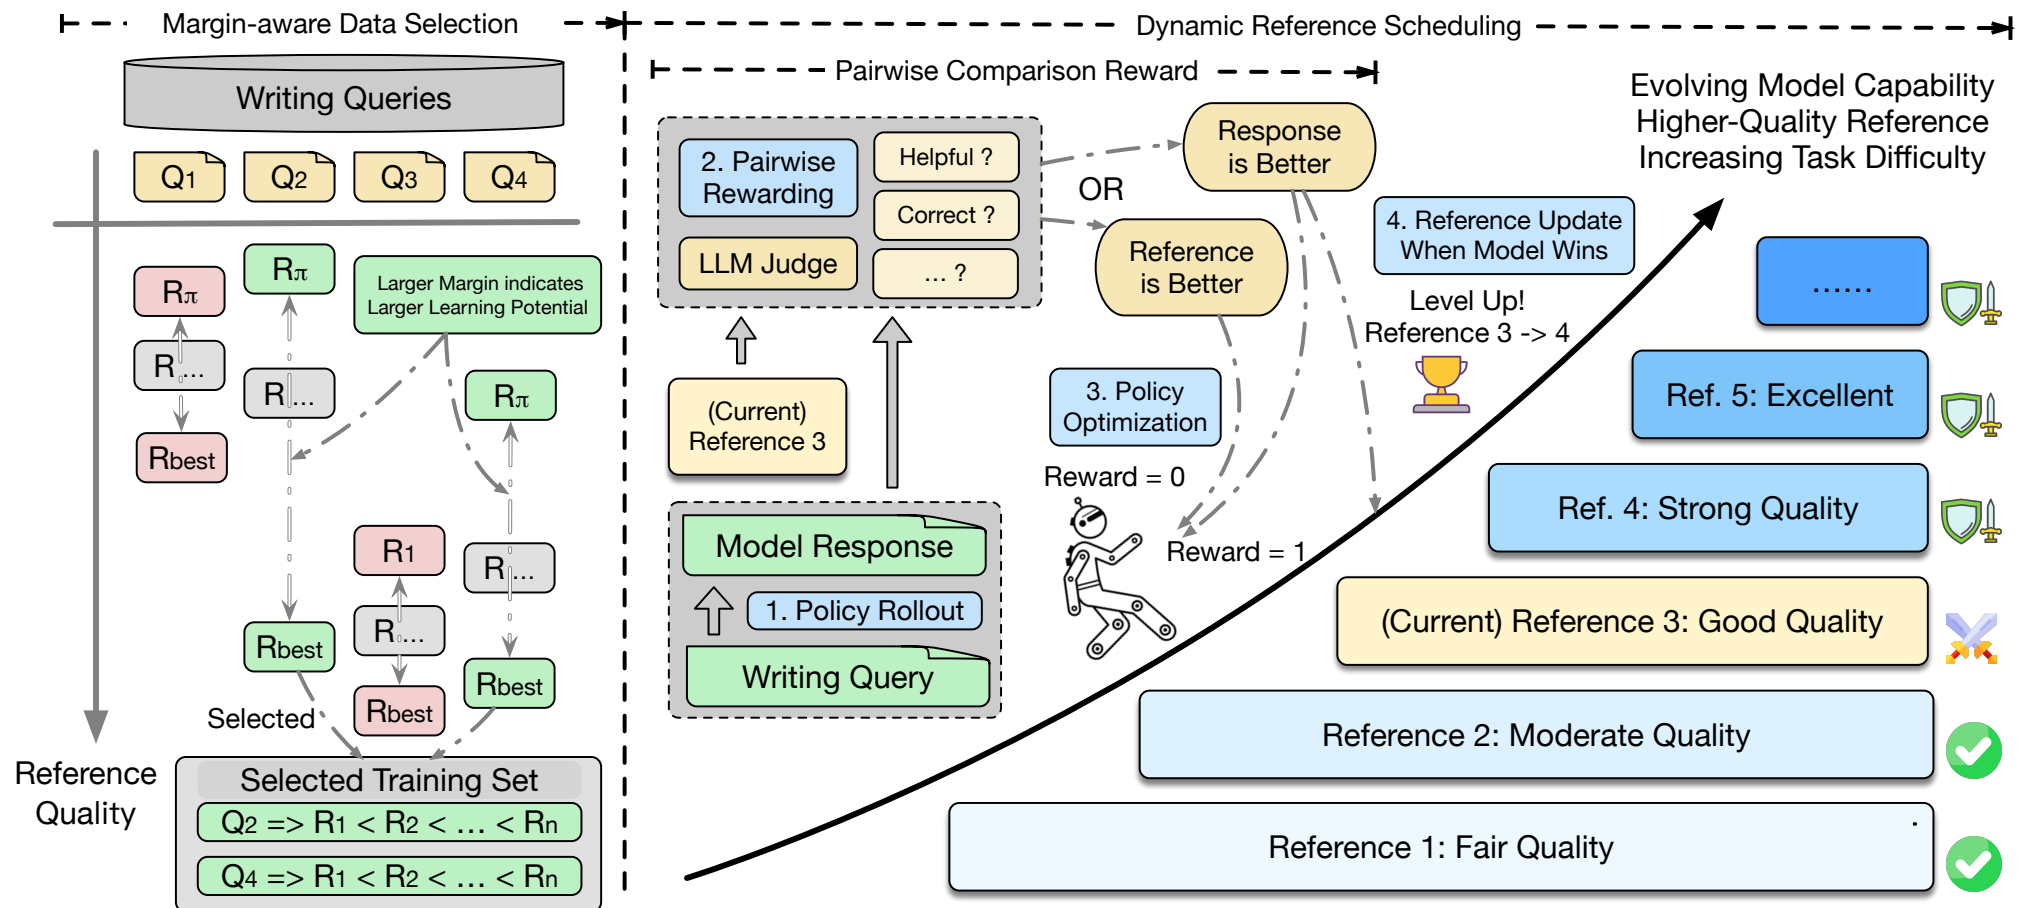 Margin-aware Data Selection
Dynamic Reference Scheduling
Writing Queries
Q1
Q2
Q3
Q4
Rπ
R...
Rbest
Rπ
R...
Rbest
Larger Margin indicates
Larger Learning Potential
R1
R...
Rbest
Rπ
R...
Rbest
Selected
Reference
Quality
Selected Training Set
Q2 => R1 < R2 < ... < Rn
Q4 => R1 < R2 < ... < Rn
Pairwise Comparison Reward
2. Pairwise
Rewarding
LLM Judge
Helpful ?
Correct ?
... ?
OR
Response
is Better
Reference
is Better
(Current)
Reference 3
Model Response
1. Policy Rollout
Writing Query
3. Policy
Optimization
Reward = 0
Reward = 1
4. Reference Update
When Model Wins
Level Up!
Reference 3 -> 4
Evolving Model Capability
Higher-Quality Reference
Increasing Task Difficulty
......
Ref. 5: Excellent
Ref. 4: Strong Quality
(Current) Reference 3: Good Quality
Reference 2: Moderate Quality
Reference 1: Fair Quality